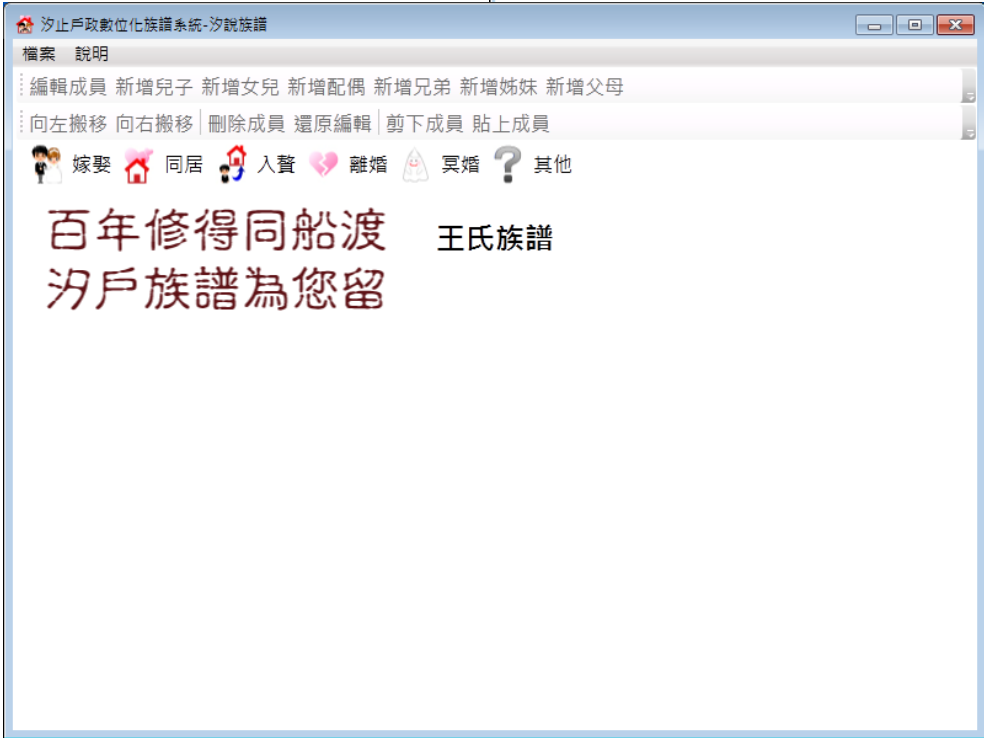 汐止戶政數位化族譜系統-汐說族譜
檔案 說明
編輯成員 新增兒子 新增女兒 新增配偶 新增兄弟 新增姊妹 新增父母
向左搬移 向右搬移 刪除成員 還原編輯 剪下成員 貼上成員
嫁娶 同居 入贅 離婚 冥婚 其他
百年修得同船渡
汐戶族譜為您留
王氏族譜